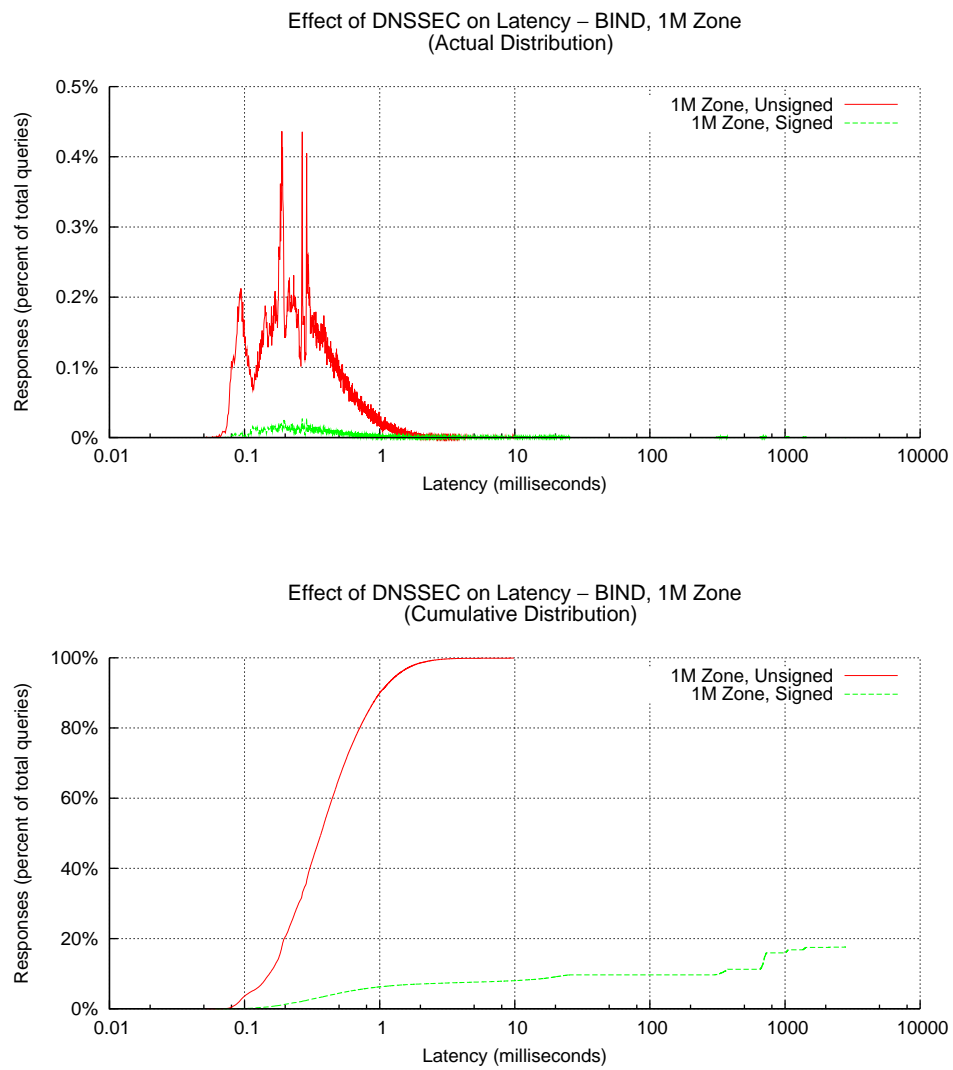 Effect of DNSSEC on Latency – BIND, 1M Zone
(Actual Distribution)
Responses (percent of total queries)
0.5%
0.4%
0.3%
0.2%
0.1%
0%
1M Zone, Unsigned
1M Zone, Signed
0.01 0.1 1 10 100 1000 10000
Latency (milliseconds)
Effect of DNSSEC on Latency – BIND, 1M Zone
(Cumulative Distribution)
Responses (percent of total queries)
100%
80%
60%
40%
20%
0%
1M Zone, Unsigned
1M Zone, Signed
0.01 0.1 1 10 100 1000 10000
Latency (milliseconds)